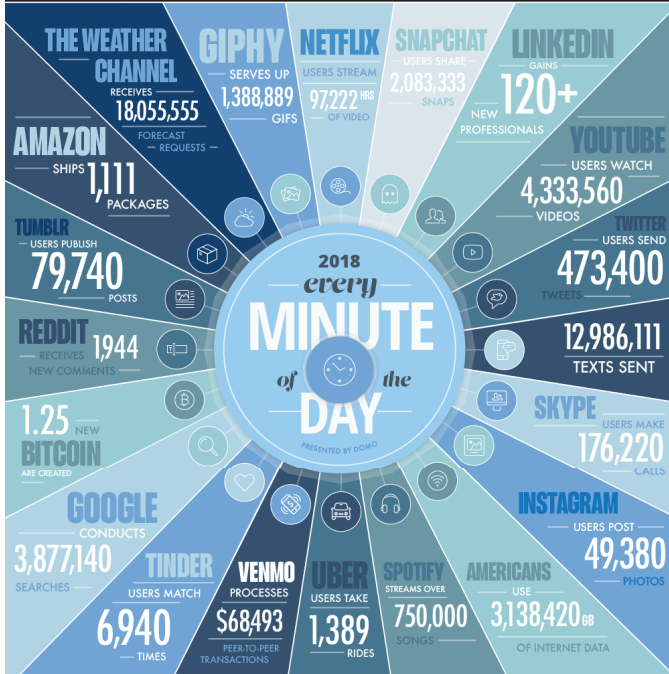 THE WEATHER
CHANNEL
RECEIVES
18,055,555
FORECAST
REQUESTS
GIPHY
SERVES UP
1,388,889
GIFS
NETFLIX
USERS STREAM
97,222 HRS
OF VIDEO
SNAPCHAT
USERS SHARE
2,083,333
SNAPS
LINKEDIN
GAINS
120+
NEW
PROFESSIONALS
YOUTUBE
USERS WATCH
4,333,560
VIDEOS
TWITTER
USERS SEND
473,400
TWEETS
12,986,111
TEXTS SENT
SKYPE
USERS MAKE
176,220
CALLS
INSTAGRAM
USERS POST
49,380
PHOTOS
AMERICANS
USE
3,138,420 GB
OF INTERNET DATA
SPOTIFY
STREAMS OVER
750,000
SONGS
UBER
USERS TAKE
1,389
RIDES
VENMO
PROCESSES
$68,493
PEER-TO-PEER
TRANSACTIONS
TINDER
USERS MATCH
6,940
TIMES
GOOGLE
CONDUCTS
3,877,140
SEARCHES
1.25 NEW
BITCOIN
ARE CREATED
REDDIT
RECEIVES 1,944
NEW COMMENTS
TUMBLR
USERS PUBLISH
79,740
POSTS
AMAZON
SHIPS 1,111
PACKAGES
2018
every
MINUTE
of the
DAY
PRESENTED BY DOMO